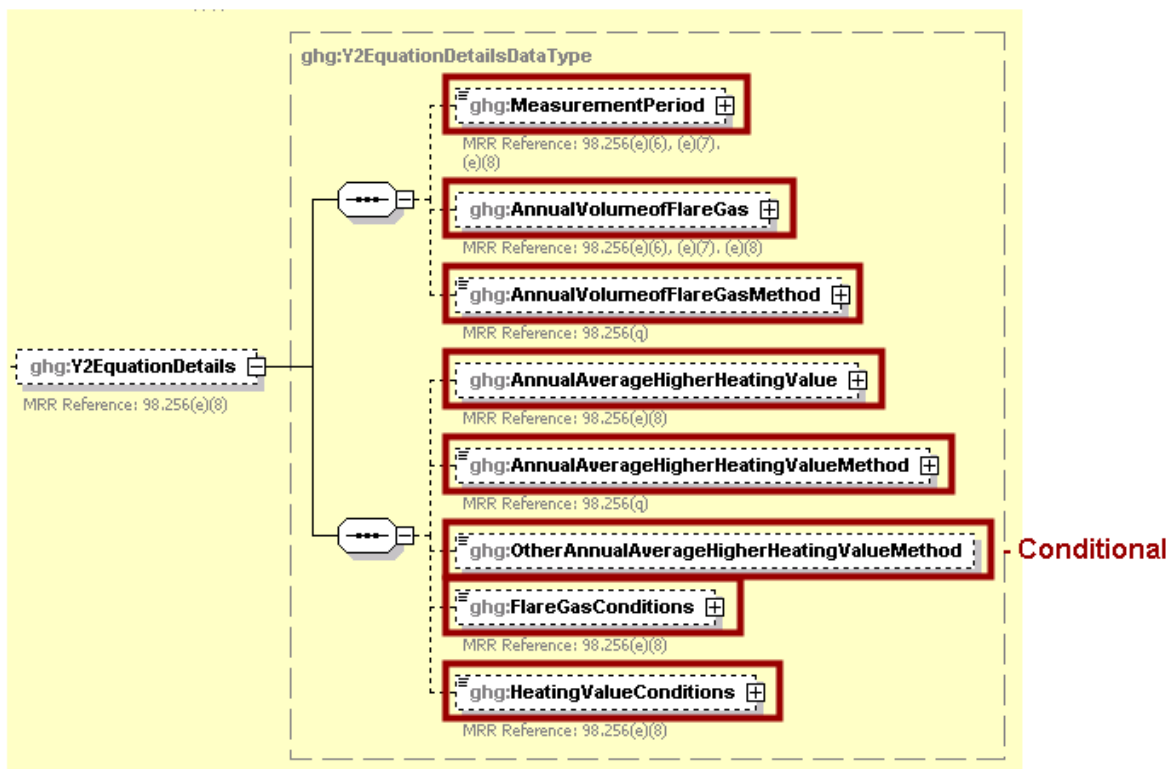 ghg:Y2EquationDetailsDataType
ghg:MeasurementPeriod
MRR Reference: 98.256(e)(6), (e)(7).
(e)(8)
ghg:AnnualVolumeofFlareGas
MRR Reference: 98.256(e)(6), (e)(7). (e)(8)
ghg:AnnualVolumeofFlareGasMethod
MRR Reference: 98.256(q)
ghg:Y2EquationDetails
MRR Reference: 98.256(e)(8)
ghg:AnnualAverageHigherHeatingValue
MRR Reference: 98.256(e)(8)
ghg:AnnualAverageHigherHeatingValueMethod
MRR Reference: 98.256(q)
ghg:OtherAnnualAverageHigherHeatingValueMethod
- Conditional
ghg:FlareGasConditions
MRR Reference: 98.256(e)(8)
ghg:HeatingValueConditions
MRR Reference: 98.256(e)(8)